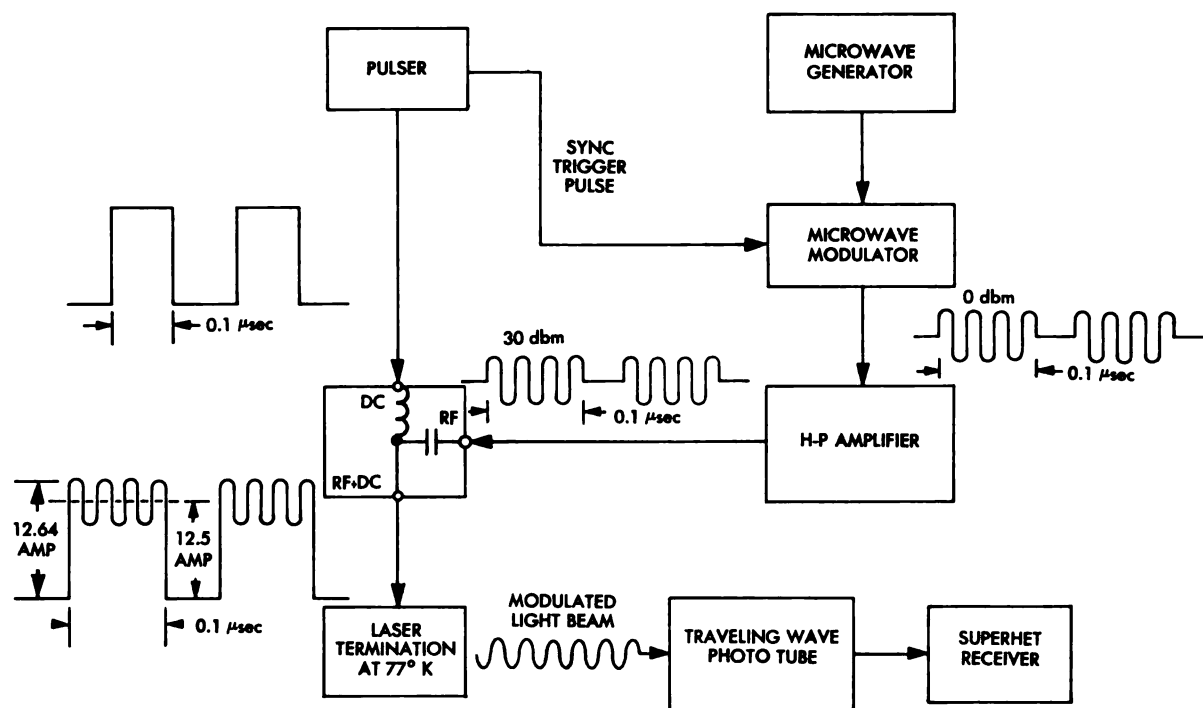 PULSER
MICROWAVE
GENERATOR
SYNC
TRIGGER
PULSE
MICROWAVE
MODULATOR
0.1 μsec
0 dbm
0.1 μsec
30 dbm
0.1 μsec
DC
RF
RF+DC
H-P AMPLIFIER
12.64
AMP
12.5
AMP
0.1 μsec
LASER
TERMINATION
AT 77° K
MODULATED
LIGHT BEAM
TRAVELING WAVE
PHOTO TUBE
SUPERHET
RECEIVER